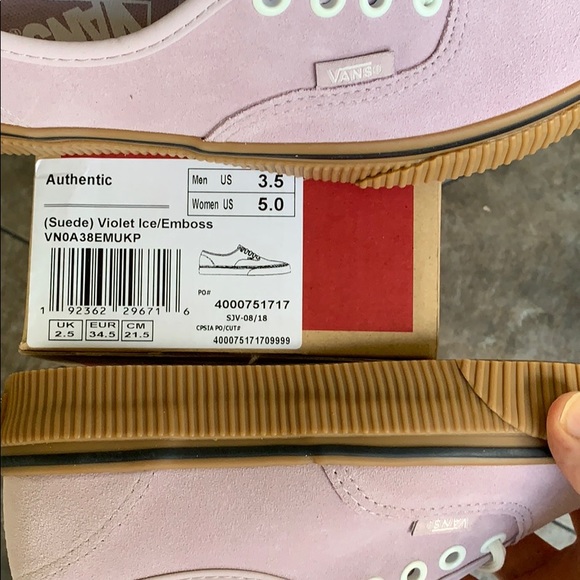 VANS
VANS
Authentic
Men US 3.5
Women US 5.0
(Suede) Violet Ice/Emboss
VN0A38EMUKP
PO# 4000751717
SJV-08/18
CPSIA PO/CUT#
400075171709999
1 92362 29671 6
UK EUR CM
2.5 34.5 21.5
VANS